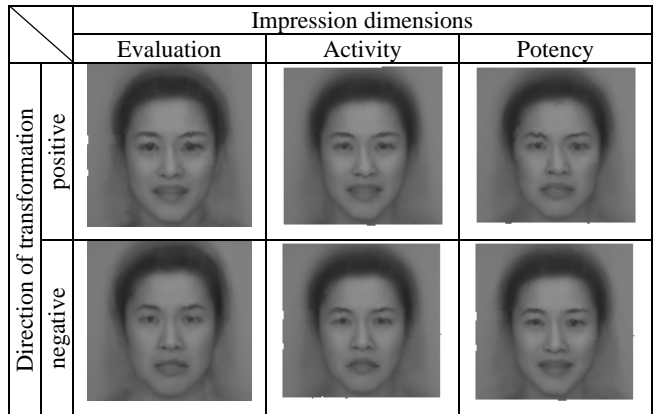 Impression dimensions
Evaluation Activity Potency
Direction of transformation
positive
negative